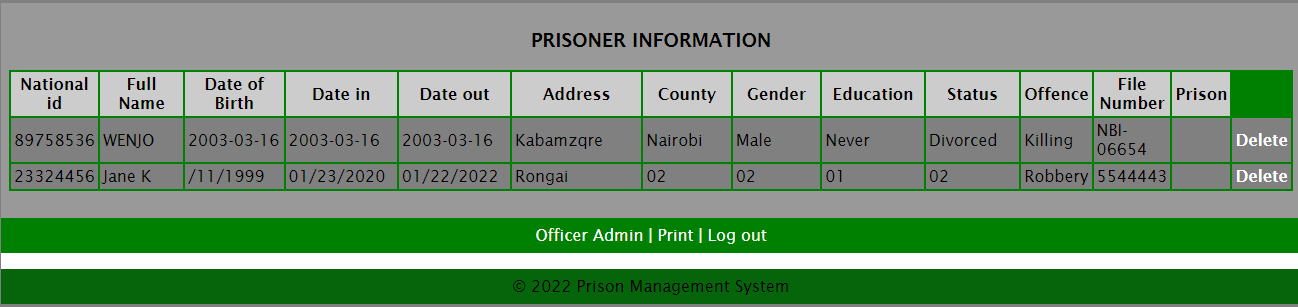 PRISONER INFORMATION
National id Full Name Date of Birth Date in Date out Address County Gender Education Status Offence File Number Prison
89758536 WENJO 2003-03-16 2003-03-16 2003-03-16 Kabamzqre Nairobi Male Never Divorced Killing NBI-06654 Delete
23324456 Jane K /11/1999 01/23/2020 01/22/2022 Rongai 02 02 01 02 Robbery 5544443 Delete
Officer Admin | Print | Log out
© 2022 Prison Management System